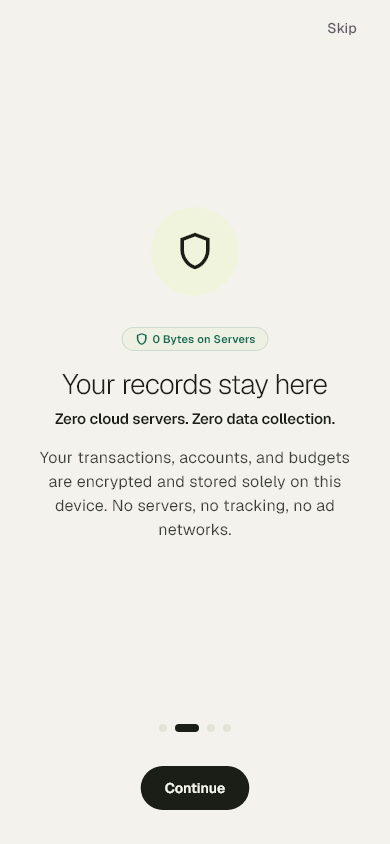 Skip
0 Bytes on Servers
Your records stay here
Zero cloud servers. Zero data collection.
Your transactions, accounts, and budgets
are encrypted and stored solely on this
device. No servers, no tracking, no ad
networks.
Continue